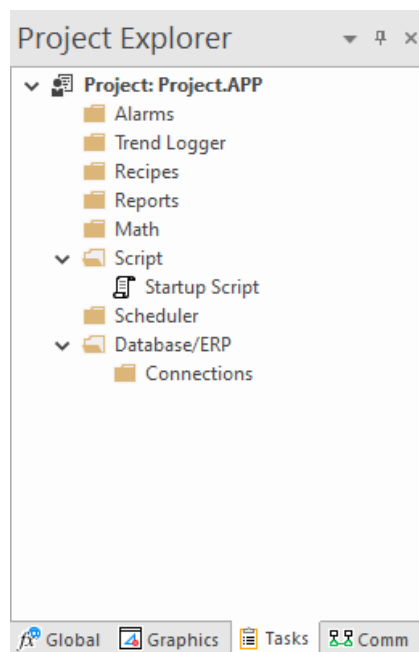 Project Explorer
Project: Project.APP
Alarms
Trend Logger
Recipes
Reports
Math
Script
Startup Script
Scheduler
Database/ERP
Connections
fx Global Graphics Tasks Comm